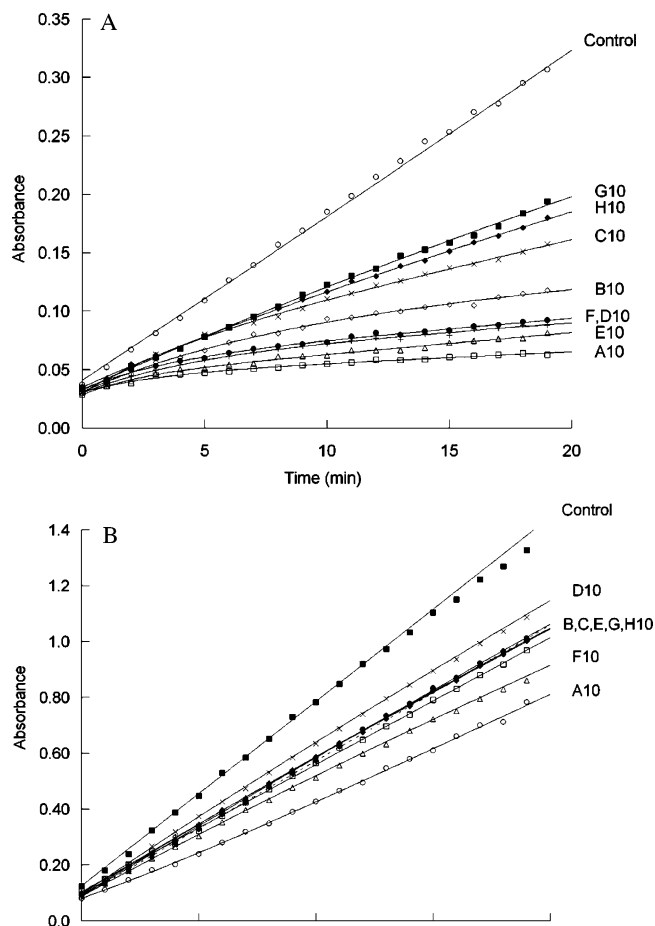 A
Control
0.35
0.30
0.25
0.20
0.15
0.10
0.05
0.00
Absorbance
G10
H10
C10
B10
F,D10
E10
A10
0
5
10
15
20
Time (min)
B
Control
1.4
1.2
1.0
0.80
0.60
0.40
0.20
0.0
Absorbance
D10
B,C,E,G,H10
F10
A10